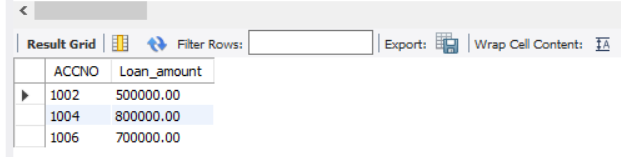 Result Grid Filter Rows: Export: Wrap Cell Content: IA
ACCNO Loan_amount
1002 500000.00
1004 800000.00
1006 700000.00